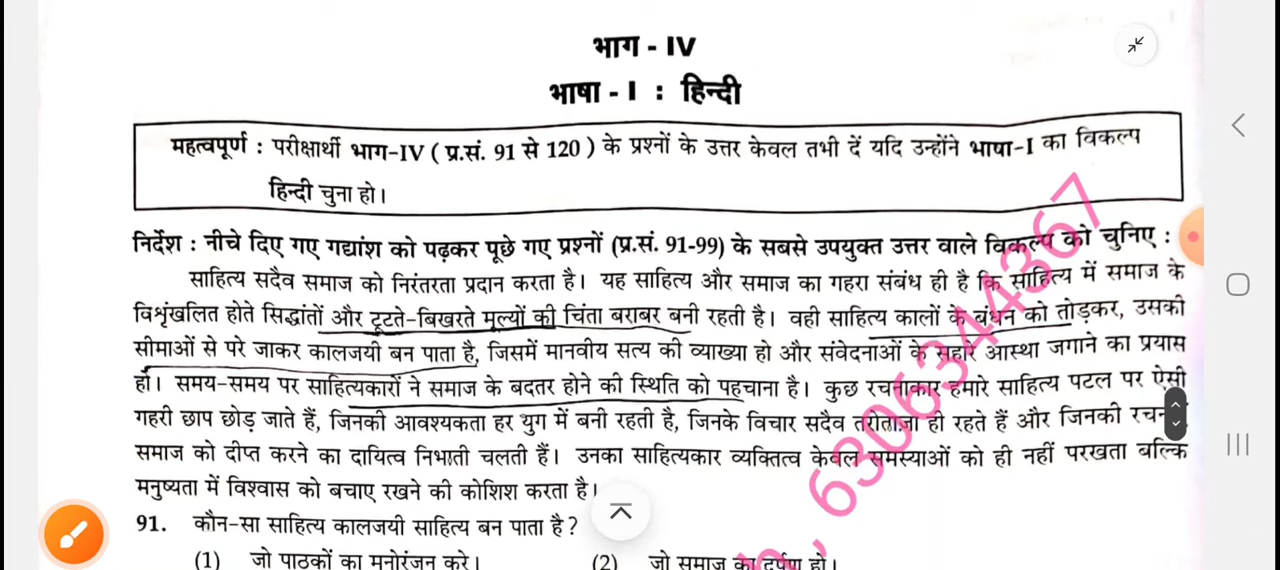 भाग - IV
भाषा - I : हिन्दी
महत्वपूर्ण : परीक्षार्थी भाग-IV ( प्र.सं. 91 से 120 ) के प्रश्नों के उत्तर केवल तभी दें यदि उन्होंने भाषा-I का विकल्प
हिन्दी चुना हो।
निर्देश : नीचे दिए गए गद्यांश को पढ़कर पूछे गए प्रश्नों (प्र.सं. 91-99) के सबसे उपयुक्त उत्तर वाले विकल्प को चुनिए :
साहित्य सदैव समाज को निरंतरता प्रदान करता है। यह साहित्य और समाज का गहरा संबंध ही है कि साहित्य में समाज के
विशृंखलित होते सिद्धांतों और टूटते-बिखरते मूल्यों की चिंता बराबर बनी रहती है। वही साहित्य कालों के बंधन को तोड़कर, उसकी
सीमाओं से परे जाकर कालजयी बन पाता है, जिसमें मानवीय सत्य की व्याख्या हो और संवेदनाओं के सहारे आस्था जगाने का प्रयास
हो। समय-समय पर साहित्यकारों ने समाज के बदतर होने की स्थिति को पहचाना है। कुछ रचनाकार हमारे साहित्य पटल पर ऐसी
गहरी छाप छोड़ जाते हैं, जिनकी आवश्यकता हर युग में बनी रहती है, जिनके विचार सदैव तरोताज़ा ही रहते हैं और जिनकी
समाज को दीप्त करने का दायित्व निभाती चलती हैं। उनका साहित्यकार व्यक्तित्व केवल समस्याओं को ही नहीं परखता बल्कि
मनुष्यता में विश्वास को बचाए रखने की कोशिश करता है।
91. कौन-सा साहित्य कालजयी साहित्य बन पाता है?
(1) जो पाठकों का मनोरंजन करे। (2) जो समाज का दर्पण हो।
6306344367